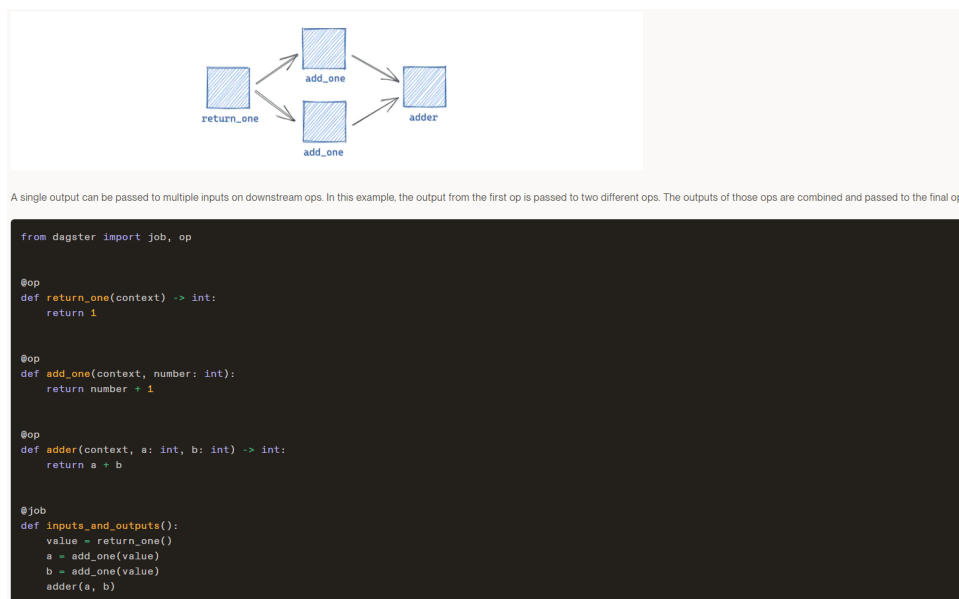 add_one
return_one
adder
add_one
A single output can be passed to multiple inputs on downstream ops. In this example, the output from the first op is passed to two different ops. The outputs of those ops are combined and passed to the final
from dagster import job, op
@op
def return_one(context) -> int:
    return 1
@op
def add_one(context, number: int):
    return number + 1
@op
def adder(context, a: int, b: int) -> int:
    return a + b
@job
def inputs_and_outputs():
    value = return_one()
    a = add_one(value)
    b = add_one(value)
    adder(a, b)